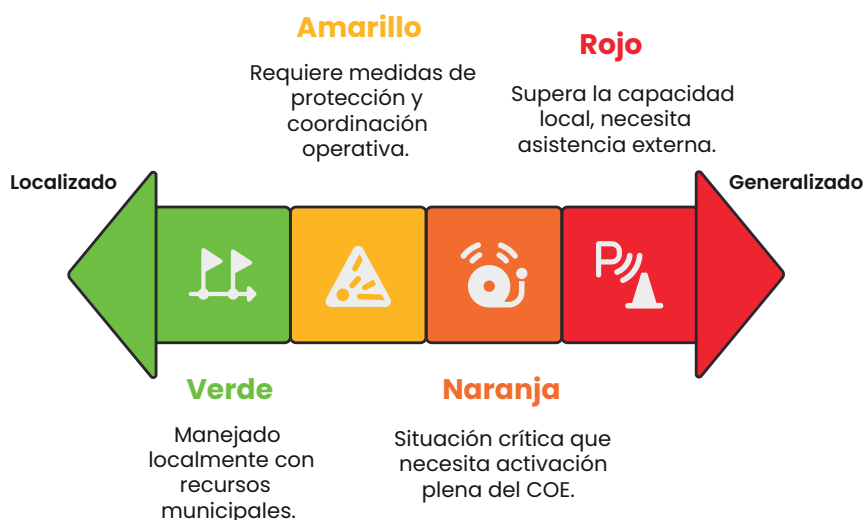 Amarillo
Requiere medidas de
protección y
coordinación
operativa.
Rojo
Supera la capacidad
local, necesita
asistencia externa.
Localizado
Generalizado
P
Verde
Manejado
localmente con
recursos
municipales.
Naranja
Situación crítica que
necesita activación
plena del COE.